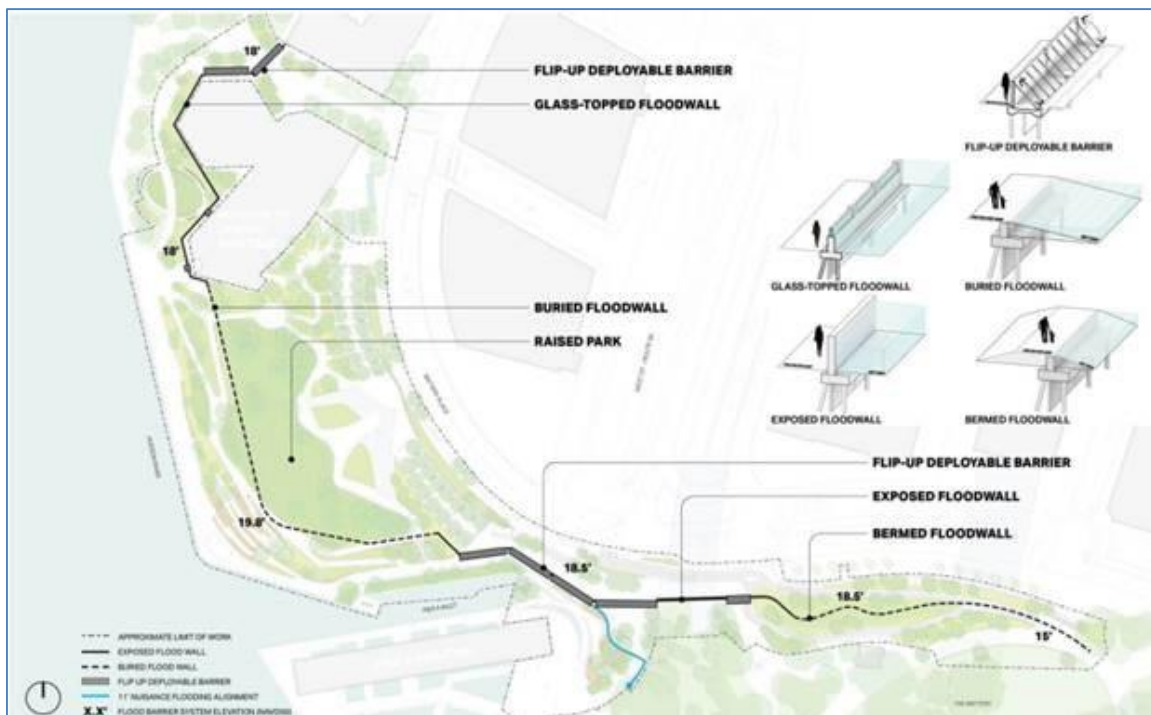 18'
FLIP-UP DEPLOYABLE BARRIER
GLASS-TOPPED FLOODWALL
18'
BURIED FLOODWALL
RAISED PARK
19.8'
FLIP-UP DEPLOYABLE BARRIER
EXPOSED FLOODWALL
BERMED FLOODWALL
18.5'
18.5'
15'
FLIP-UP DEPLOYABLE BARRIER
GLASS-TOPPED FLOODWALL
BURIED FLOODWALL
EXPOSED FLOODWALL
BERMED FLOODWALL
BATTERY PLACE
APPROXIMATE LIMIT OF WORK
EXPOSED FLOOD WALL
BURIED FLOOD WALL
FLIP UP DEPLOYABLE BARRIER
11' NUISANCE FLOODING ALIGNMENT
X.X' FLOOD BARRIER SYSTEM ELEVATION (NAVD88)